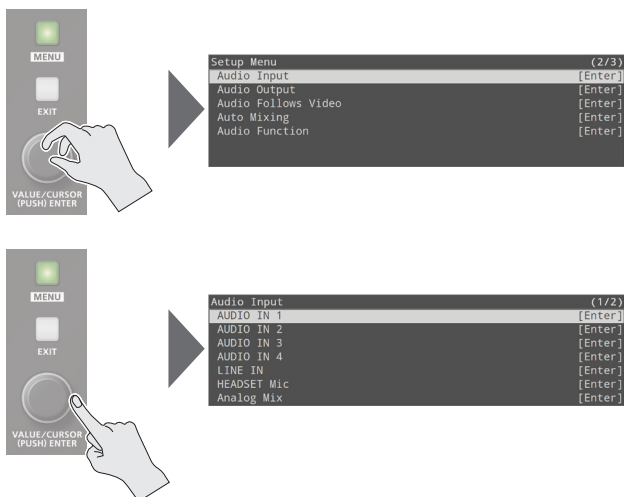 MENU
EXIT
VALUE/CURSOR
(PUSH) ENTER
Setup Menu (2/3)
Audio Input [Enter]
Audio Output [Enter]
Audio Follows Video [Enter]
Auto Mixing [Enter]
Audio Function [Enter]
MENU
EXIT
VALUE/CURSOR
(PUSH) ENTER
Audio Input (1/2)
AUDIO IN 1 [Enter]
AUDIO IN 2 [Enter]
AUDIO IN 3 [Enter]
AUDIO IN 4 [Enter]
LINE IN [Enter]
HEADSET Mic [Enter]
Analog Mix [Enter]